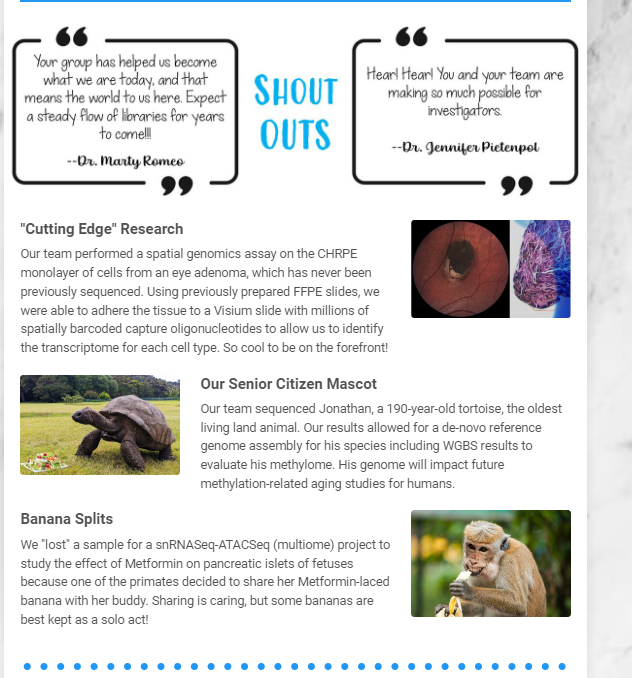 Your group has helped us become
what we are today, and that
means the world to us here. Expect
a steady flow of libraries for years
to come!!!
--Dr. Marty Romeo
SHOUT
OUTS
Hear! Hear! You and your team are
making so much possible for
investigators.
--Dr. Jennifer Pietenpol
"Cutting Edge" Research
Our team performed a spatial genomics assay on the CHRPE
monolayer of cells from an eye adenoma, which has never been
previously sequenced. Using previously prepared FFPE slides, we
were able to adhere the tissue to a Visium slide with millions of
spatially barcoded capture oligonucleotides to allow us to identify
the transcriptome for each cell type. So cool to be on the forefront!
Our Senior Citizen Mascot
Our team sequenced Jonathan, a 190-year-old tortoise, the oldest
living land animal. Our results allowed for a de-novo reference
genome assembly for his species including WGBS results to
evaluate his methylome. His genome will impact future
methylation-related aging studies for humans.
Banana Splits
We "lost" a sample for a snRNASeq-ATACSeq (multiome) project to
study the effect of Metformin on pancreatic islets of fetuses
because one of the primates decided to share her Metformin-laced
banana with her buddy. Sharing is caring, but some bananas are
best kept as a solo act!